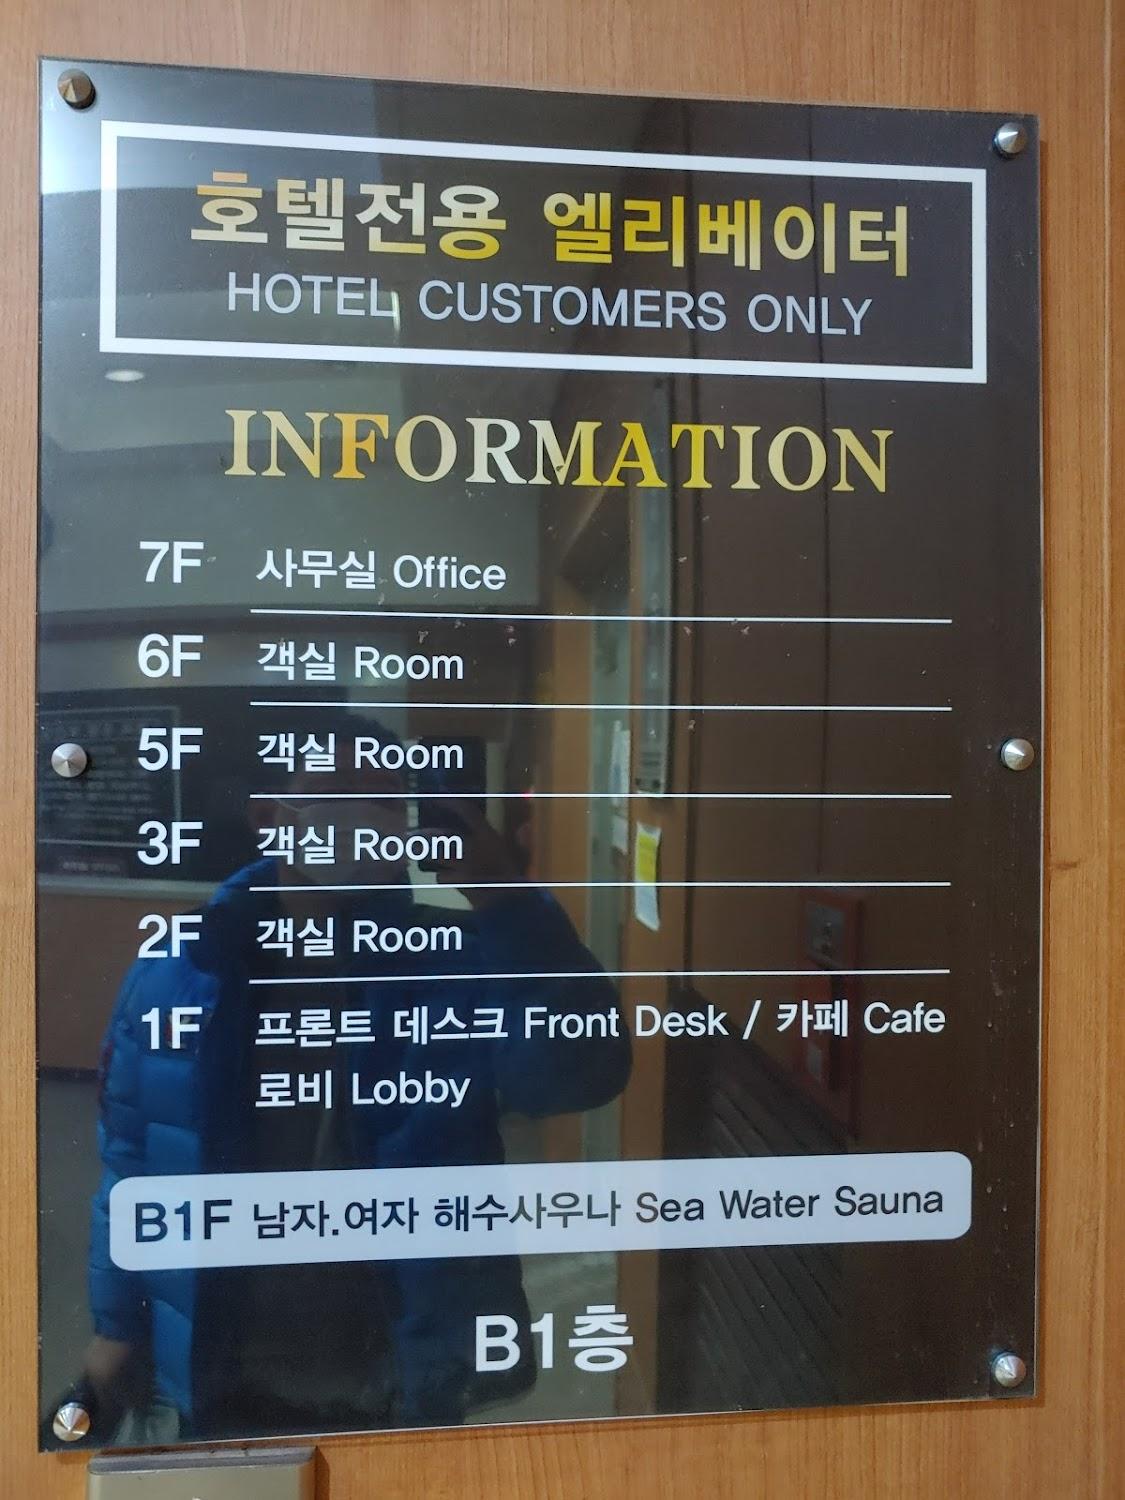 호텔전용 엘리베이터
HOTEL CUSTOMERS ONLY
INFORMATION
7F 사무실 Office
6F 객실 Room
5F 객실 Room
3F 객실 Room
2F 객실 Room
1F 프론트 데스크 Front Desk / 카페 Cafe
로비 Lobby
B1F 남자.여자 해수사우나 Sea Water Sauna
B1층